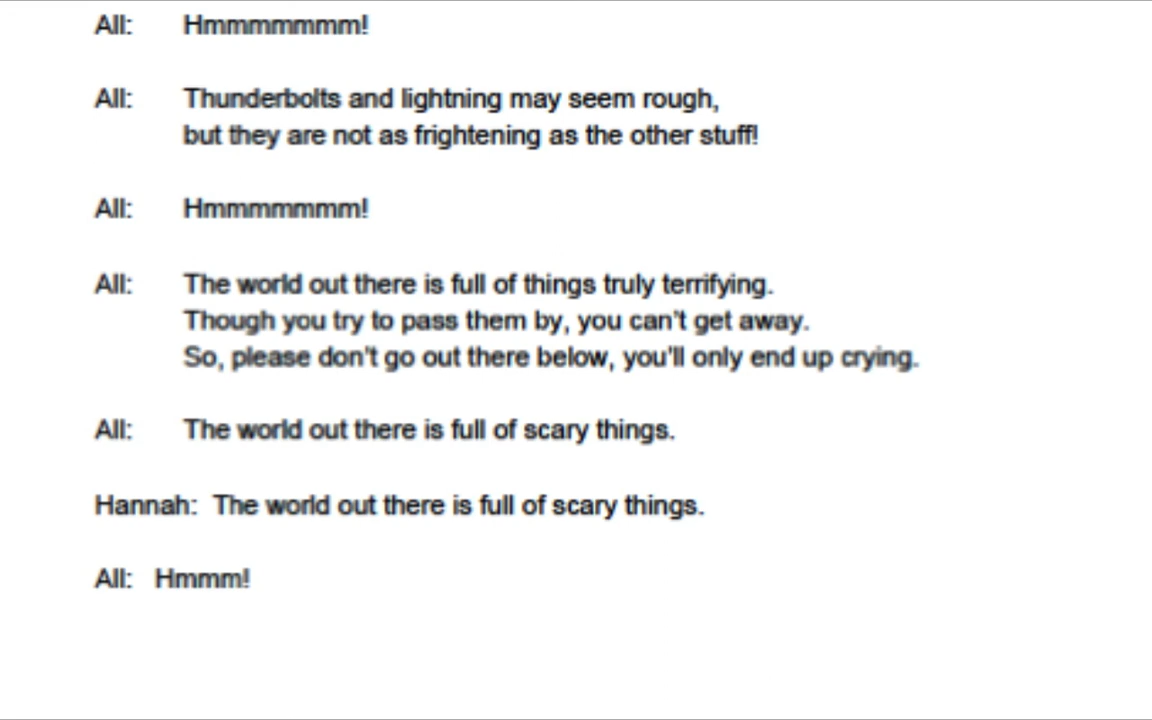 All: Hmmmmmmm!
All: Thunderbolts and lightning may seem rough,
but they are not as frightening as the other stuff!
All: Hmmmmmmm!
All: The world out there is full of things truly terrifying.
Though you try to pass them by, you can't get away.
So, please don't go out there below, you'll only end up crying.
All: The world out there is full of scary things.
Hannah: The world out there is full of scary things.
All: Hmmm!